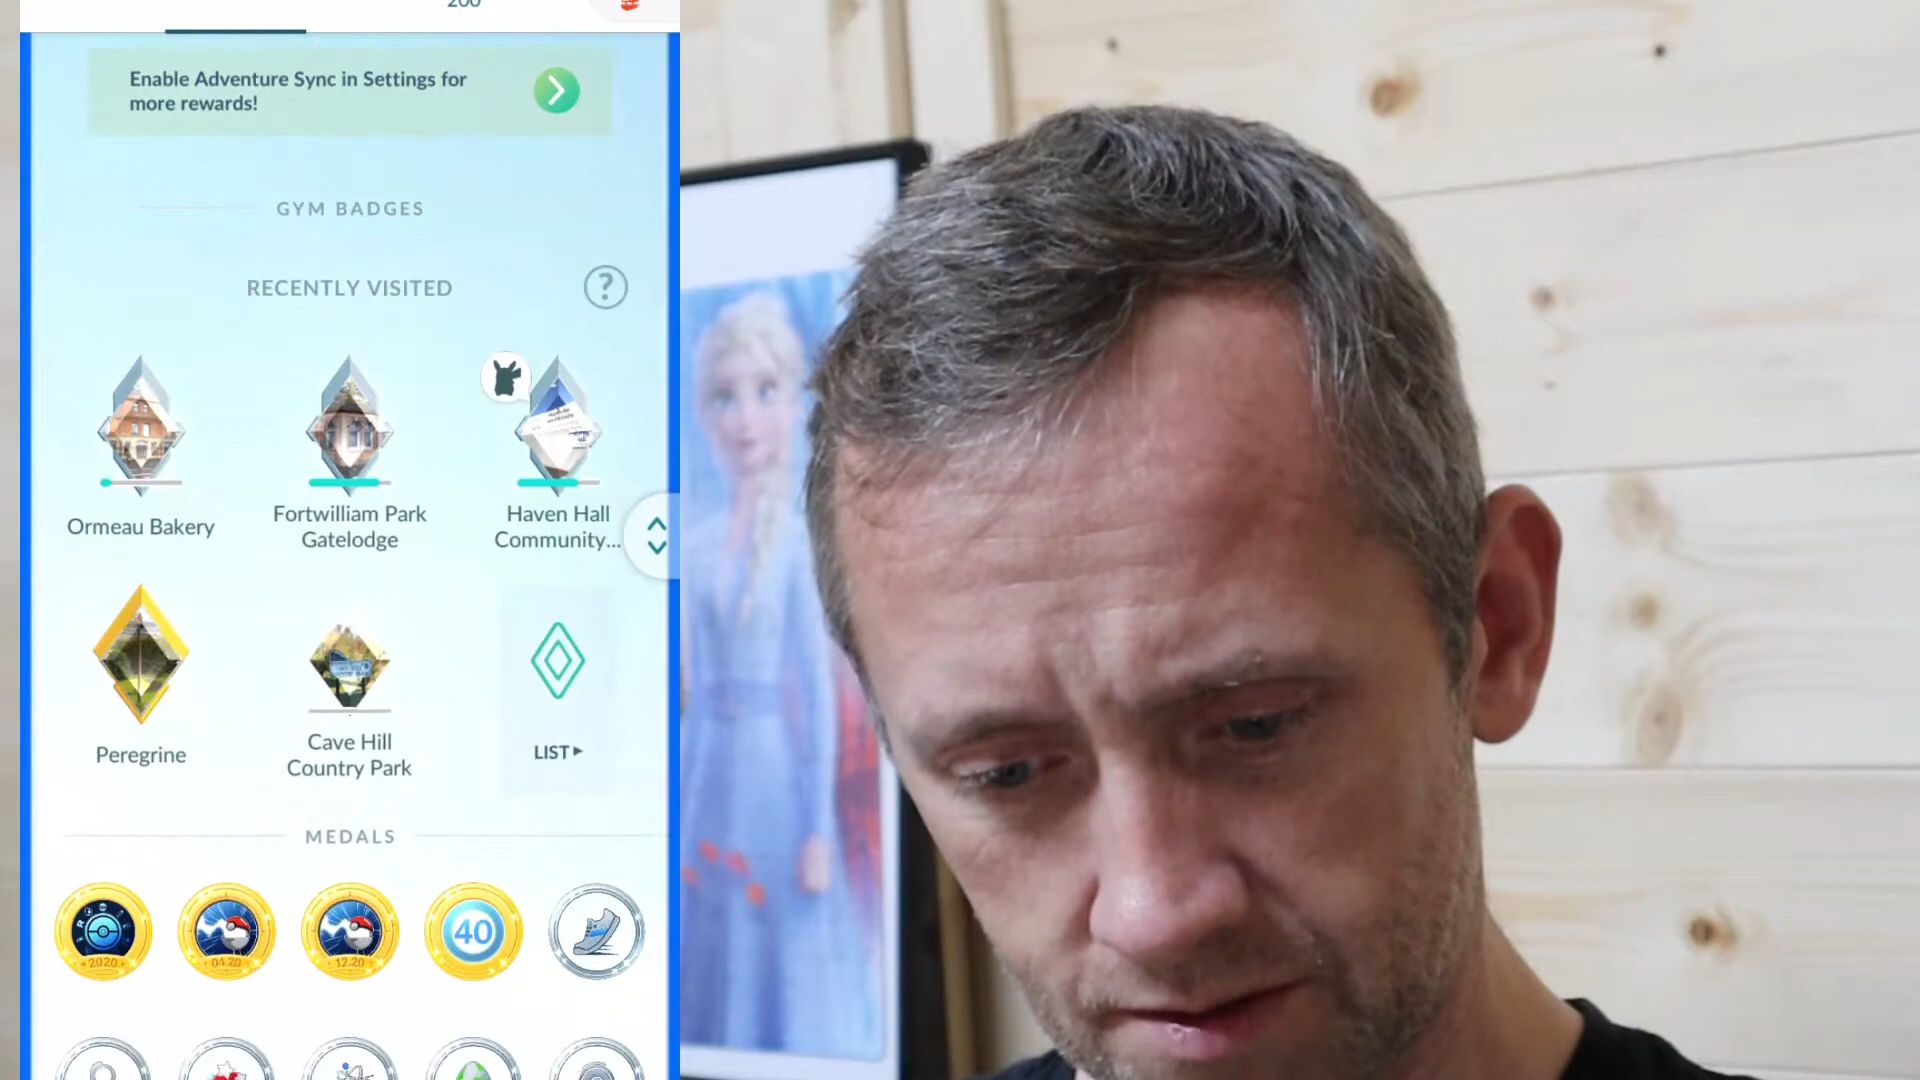 200
Enable Adventure Sync in Settings for
more rewards!
GYM BADGES
RECENTLY VISITED
?
Ormeau Bakery
Fortwilliam Park
Gatelodge
Haven Hall
Community...
Peregrine
Cave Hill
Country Park
LIST
MEDALS
2020
04.20
12.20
40